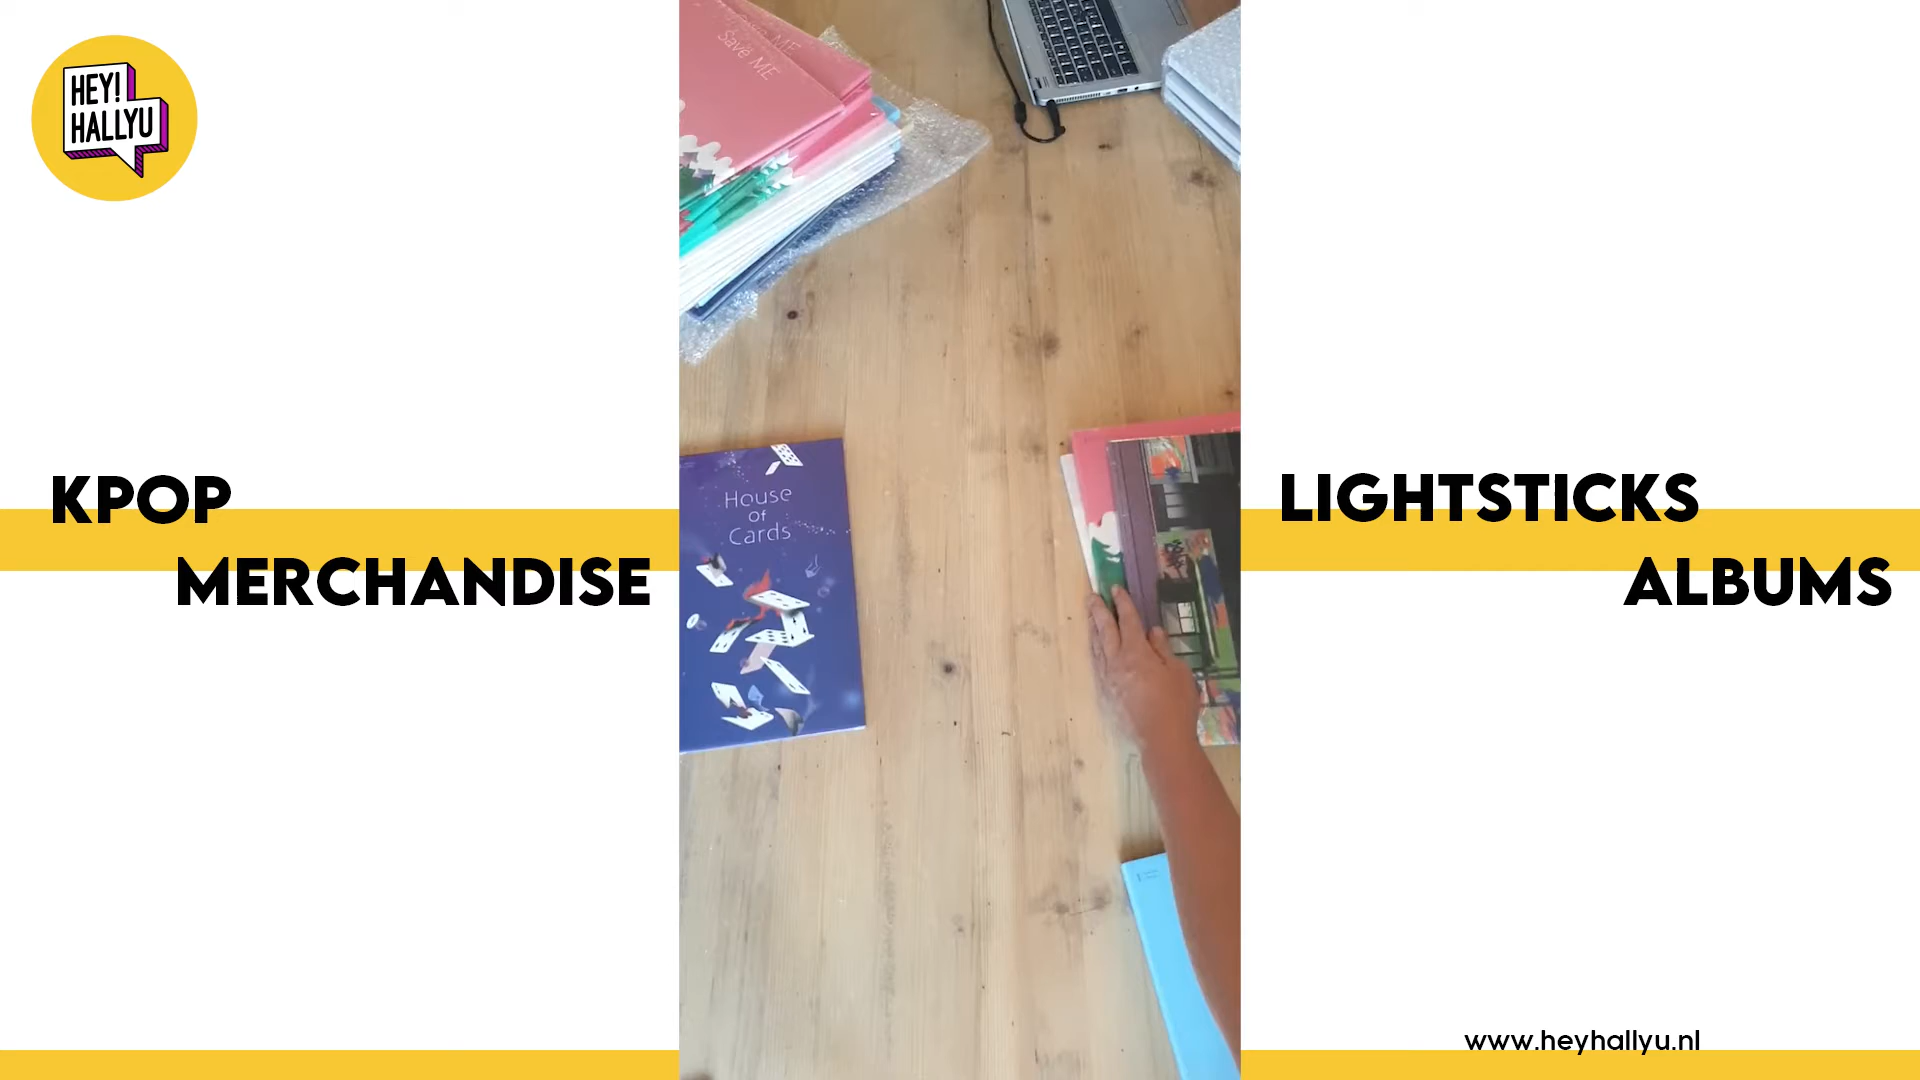 HEY!
HALLYU
Save ME
KPOP
MERCHANDISE
House
of
Cards
LIGHTSTICKS
ALBUMS
www.heyhallyu.nl